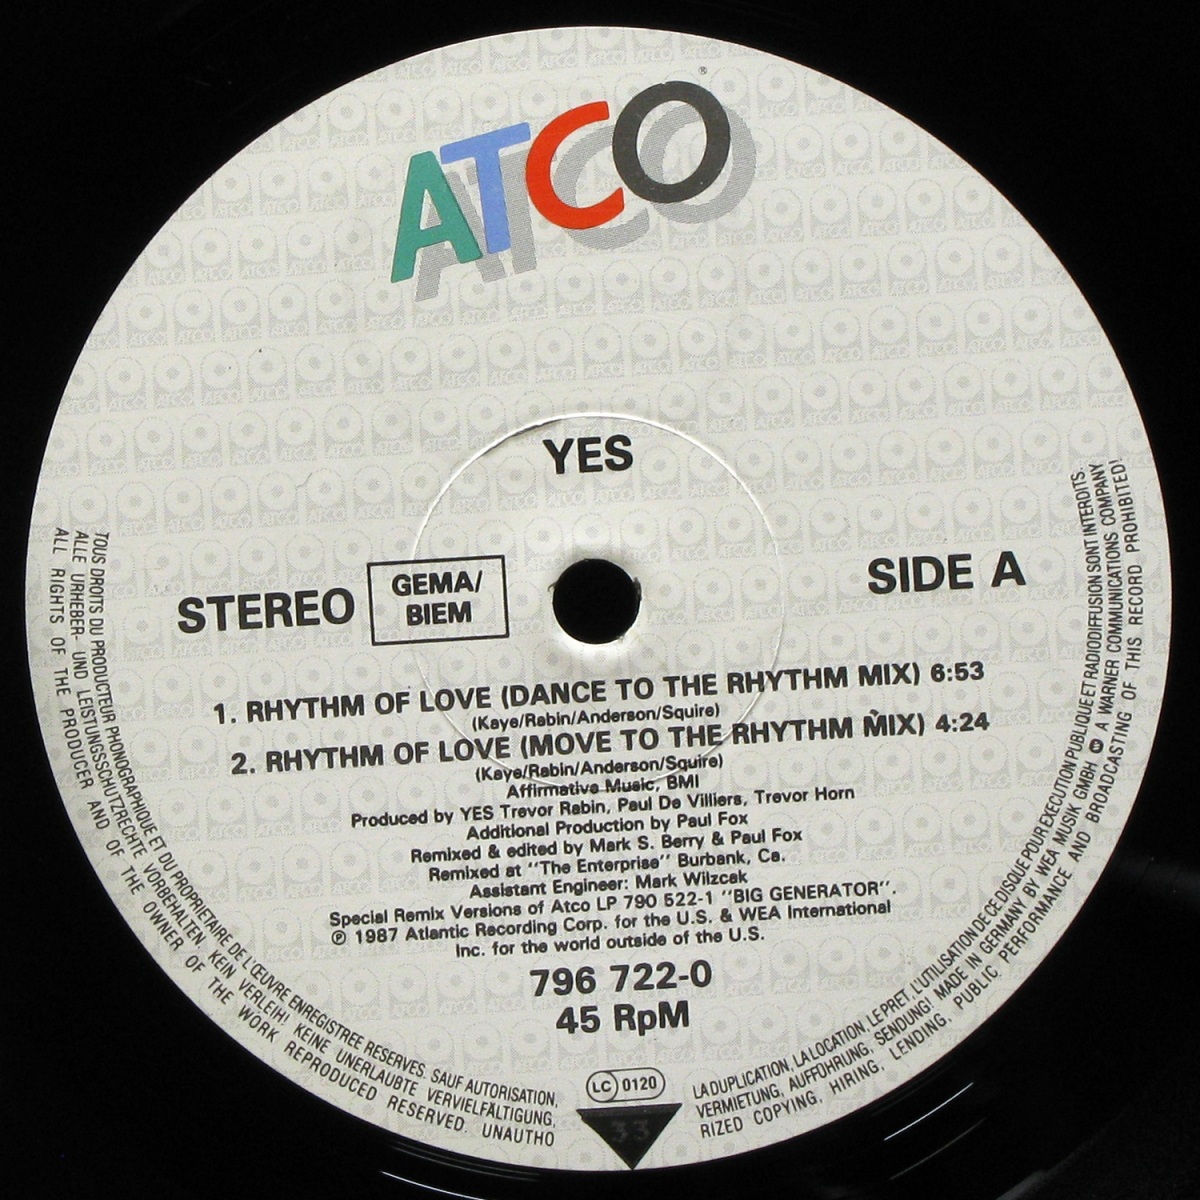 ATCO®
YES
STEREO
GEMA/
BIEM
SIDE A
1. RHYTHM OF LOVE (DANCE TO THE RHYTHM MIX) 6:53
(Kaye/Rabin/Anderson/Squire)
2. RHYTHM OF LOVE (MOVE TO THE RHYTHM MIX) 4:24
(Kaye/Rabin/Anderson/Squire)
Affirmative Music, BMI
Produced by YES Trevor Rabin, Paul De Villiers, Trevor Horn
Additional Production by Paul Fox
Remixed & edited by Mark S. Berry & Paul Fox
Remixed at "The Enterprise" Burbank, Ca.
Assistant Engineer: Mark Wilzcak
Special Remix Versions of Atco LP 790 522-1 "BIG GENERATOR".
℗ 1987 Atlantic Recording Corp. for the U.S. & WEA International
Inc. for the world outside of the U.S.
796 722-0
45 RpM
LC 0120
33
TOUS DROITS DU PRODUCTEUR PHONOGRAPHIQUE ET DU PROPRIETAIRE DE L'ŒUVRE ENREGISTREE RESERVES. SAUF AUTORISATION, LA DUPLICATION, LA LOCATION, LE PRET, L'UTILISATION DE CE DISQUE POUR EXECUTION PUBLIQUE ET RADIODIFFUSION SONT INTERDITS.
ALLE URHEBER- UND LEISTUNGSSCHUTZRECHTE VORBEHALTEN. KEIN VERLEIH! KEINE UNERLAUBTE VERVIELFÄLTIGUNG, VERMIETUNG, AUFFÜHRUNG, SENDUNG! MADE IN GERMANY BY WEA MUSIK GMBH A WARNER COMMUNICATIONS COMPANY
ALL RIGHTS OF THE PRODUCER AND OF THE OWNER OF THE WORK REPRODUCED RESERVED. UNAUTHORIZED COPYING, HIRING, LENDING, PUBLIC PERFORMANCE AND BROADCASTING OF THIS RECORD PROHIBITED!